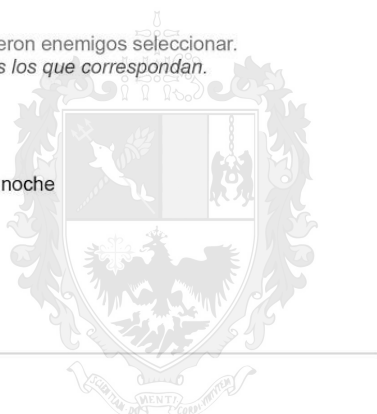 eron enemigos seleccionar.
s los que correspondan.
noche